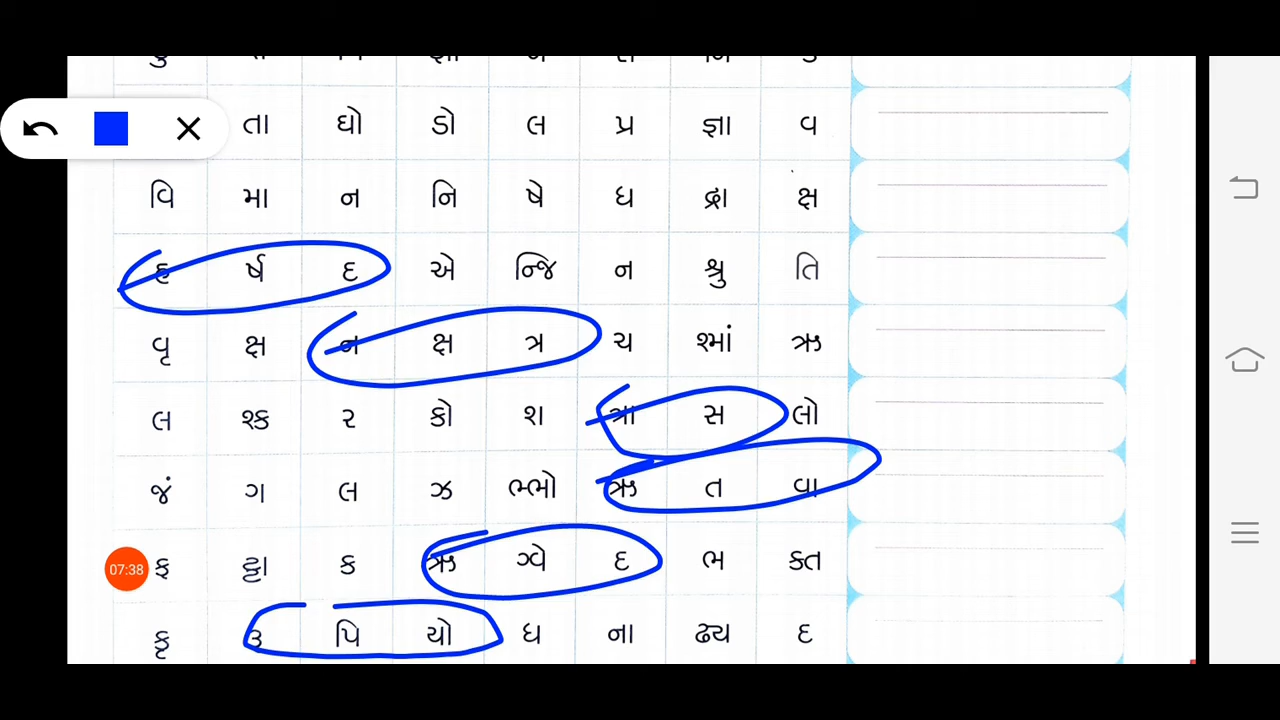 તા ઘો ડો લ પ્ર જ્ઞા વ
વિ મા ન નિ ષે ધ દ્રા ક્ષ
હ ર્ષ દ એ ન્જિ ન શ્રુ તિ
વૃ ક્ષ ન ક્ષ ત્ર ચ શ્માં ઋ
લ શ્ક ર કો શ ત્રા સ લો
જં ગ લ ઝ ભ્ભો ઋ ત વા
07:38 ફ ટ્ટા ક ઋ ગ્વે દ ભ ક્ત
કૃ પિ યો ધ ના ઢ્ય દ